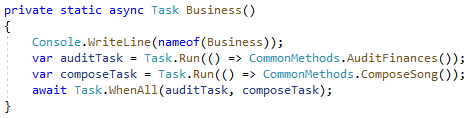 private static async Task Business()
{
    Console.WriteLine(nameof(Business));
    var auditTask = Task.Run(() => CommonMethods.AuditFinances());
    var composeTask = Task.Run(() => CommonMethods.ComposeSong());
    await Task.WhenAll(auditTask, composeTask);
}